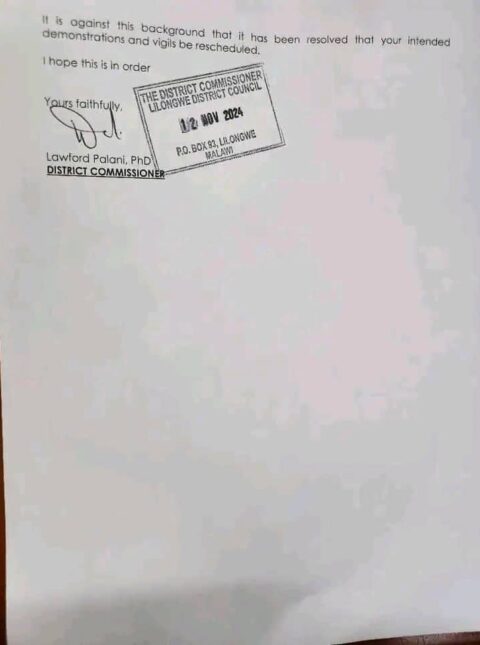 It is against this background that it has been resolved that your intended
demonstrations and vigils be rescheduled.
I hope this is in order
Yours faithfully,
THE DISTRICT COMMISSIONER
LILONGWE DISTRICT COUNCIL
12 NOV 2024
P.O. BOX 93, LILONGWE
MALAWI
Lawford Palani, PhD
DISTRICT COMMISSIONER